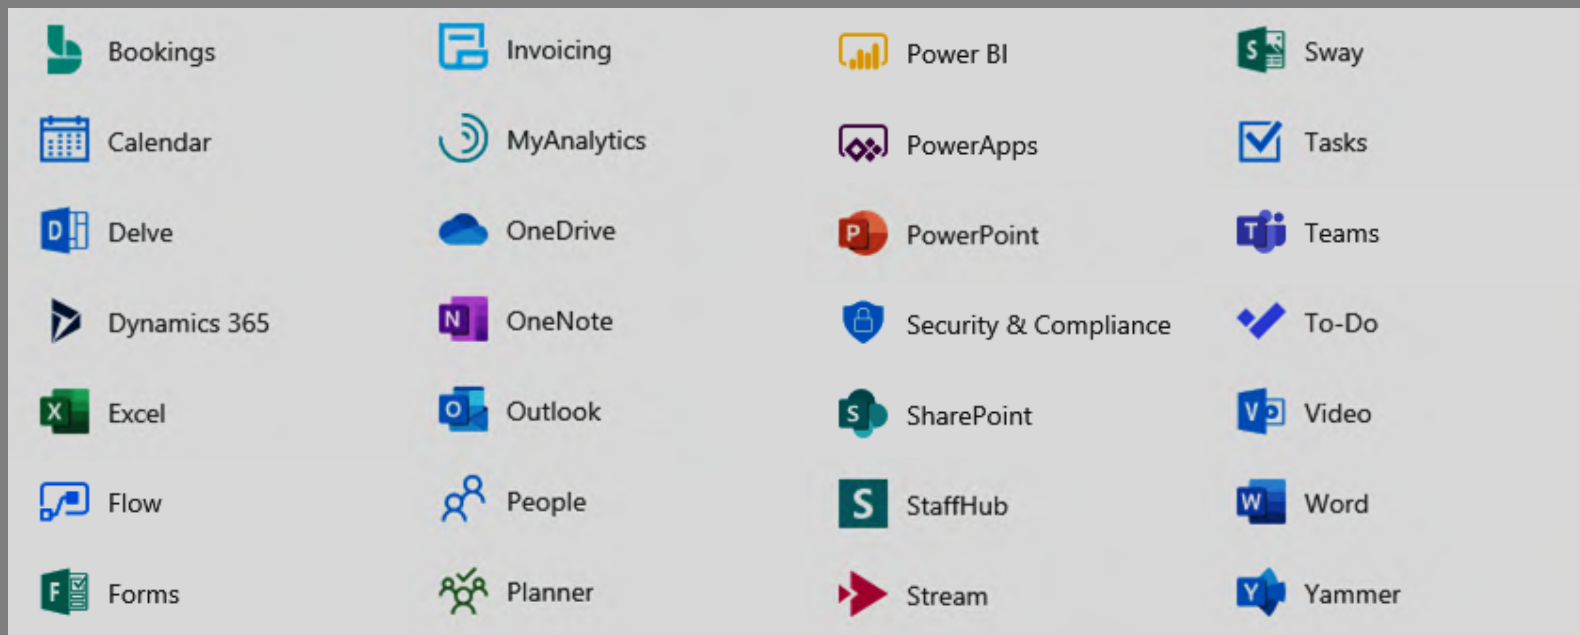 Bookings
Calendar
Delve
Dynamics 365
Excel
Flow
Forms
Invoicing
MyAnalytics
OneDrive
OneNote
Outlook
People
Planner
Power BI
PowerApps
PowerPoint
Security & Compliance
SharePoint
StaffHub
Stream
Sway
Tasks
Teams
To-Do
Video
Word
Yammer